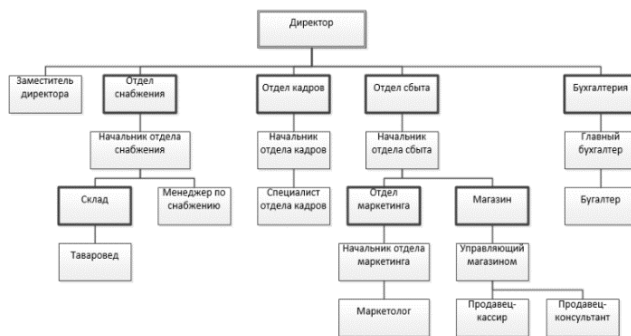 Директор
Заместитель
директора
Отдел
снабжения
Отдел кадров
Отдел сбыта
Бухгалтерия
Начальник отдела
снабжения
Начальник
отдела кадров
Начальник
отдела сбыта
Главный
бухгалтер
Склад
Менеджер по
снабжению
Специалист
отдела кадров
Отдел
маркетинга
Магазин
Бугалтер
Таваровед
Начальник отдела
маркетинга
Управляющий
магазином
Маркетолог
Продавец-
кассир
Продавец-
консультант